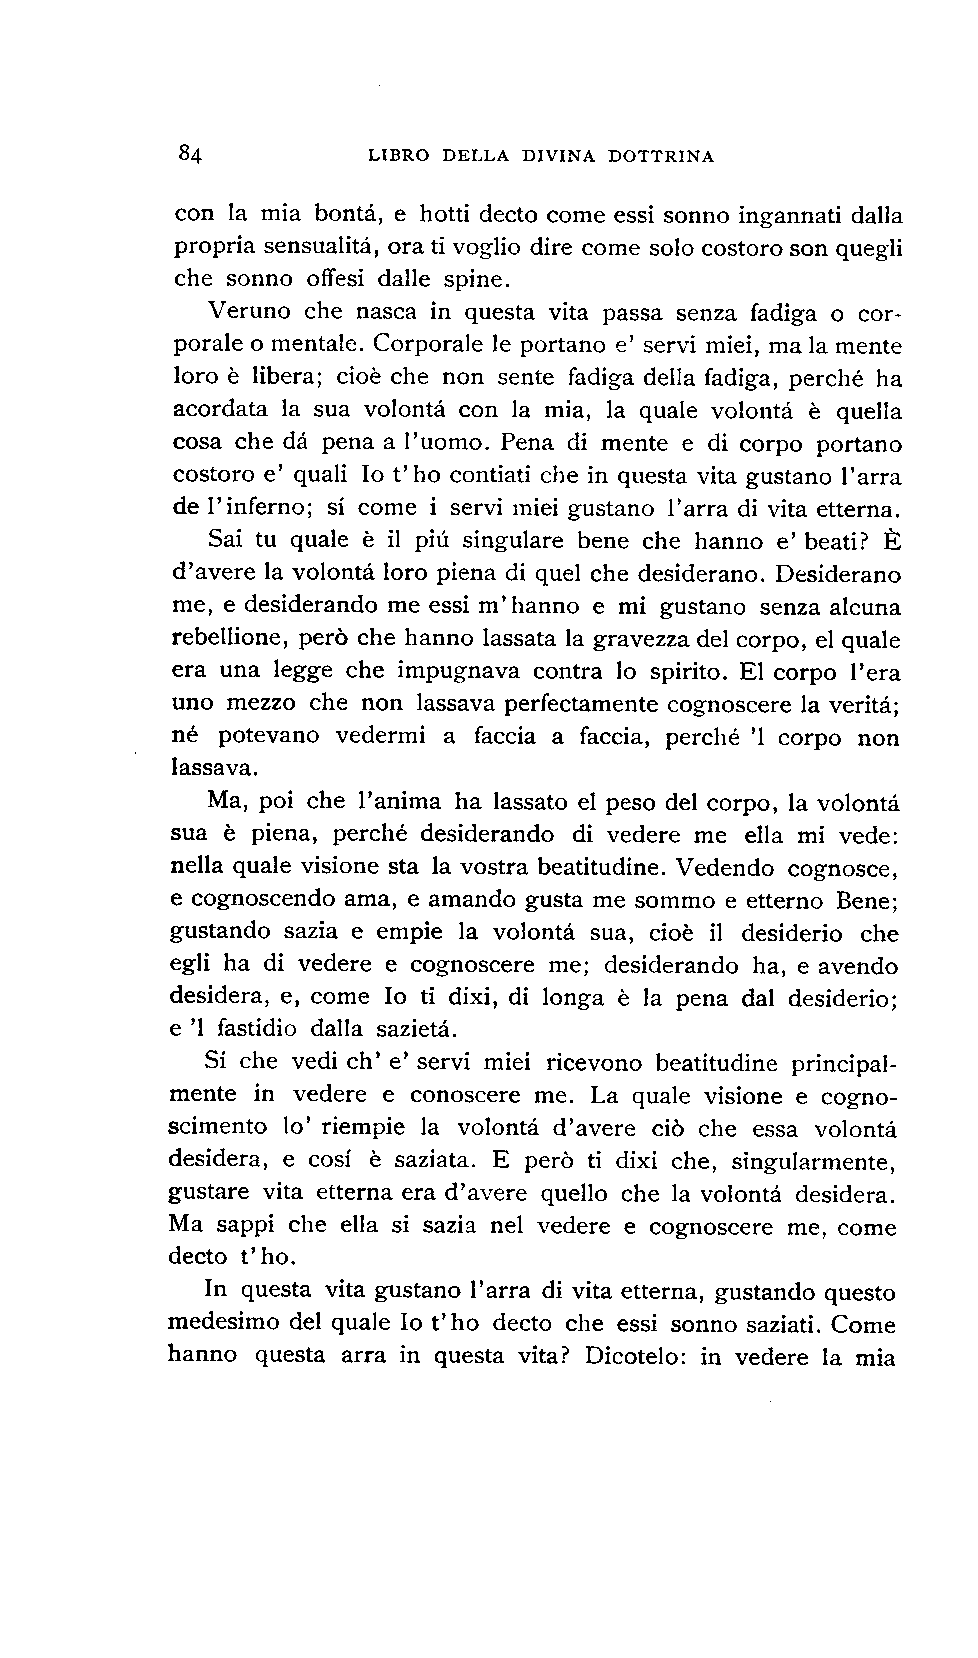 84 LIBRO DELLA DIVINA DOTTRINA
con la mia bontá, e hotti decto come essi sonno ingannati dalla
propria sensualitá, ora ti voglio dire come solo costoro son quegli
che sonno offesi dalle spine.
Veruno che nasca in questa vita passa senza fadiga o cor-
porale o mentale. Corporale le portano e' servi miei, ma la mente
loro è libera; cioè che non sente fadiga della fadiga, perché ha
acordata la sua volontá con la mia, la quale volontá è quella
cosa che dá pena a l'uomo. Pena di mente e di corpo portano
costoro e' quali Io t'ho contiati che in questa vita gustano l'arra
de l'inferno; sí come i servi miei gustano l'arra di vita etterna.
Sai tu quale è il piú singulare bene che hanno e' beati? È
d'avere la volontá loro piena di quel che desiderano. Desiderano
me, e desiderando me essi m'hanno e mi gustano senza alcuna
rebellione, però che hanno lassata la gravezza del corpo, el quale
era una legge che impugnava contra lo spirito. El corpo l'era
uno mezzo che non lassava perfectamente cognoscere la veritá;
né potevano vedermi a faccia a faccia, perché 'l corpo non
lassava.
Ma, poi che l'anima ha lassato el peso del corpo, la volontá
sua è piena, perché desiderando di vedere me ella mi vede:
nella quale visione sta la vostra beatitudine. Vedendo cognosce,
e cognoscendo ama, e amando gusta me sommo e etterno Bene;
gustando sazia e empie la volontá sua, cioè il desiderio che
egli ha di vedere e cognoscere me; desiderando ha, e avendo
desidera, e, come Io ti dixi, di longa è la pena dal desiderio;
e 'l fastidio dalla sazietá.
Sí che vedi ch' e' servi miei ricevono beatitudine principal-
mente in vedere e conoscere me. La quale visione e cogno-
scimento lo' riempie la volontá d'avere ciò che essa volontá
desidera, e cosí è saziata. E però ti dixi che, singularmente,
gustare vita etterna era d'avere quello che la volontá desidera.
Ma sappi che ella si sazia nel vedere e cognoscere me, come
decto t'ho.
In questa vita gustano l'arra di vita etterna, gustando questo
medesimo del quale Io t'ho decto che essi sonno saziati. Come
hanno questa arra in questa vita? Dicotelo: in vedere la mia